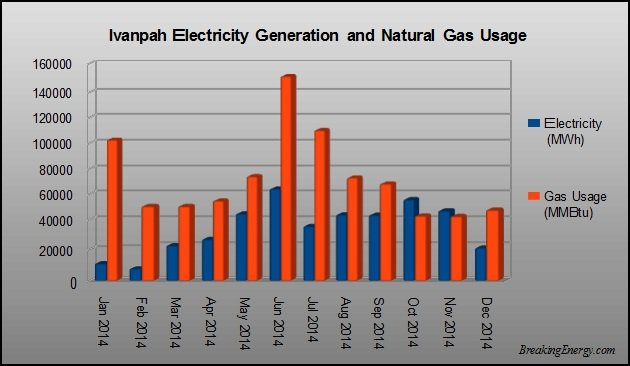 Ivanpah Electricity Generation and Natural Gas Usage
160000
140000
120000
100000
80000
60000
40000
20000
0
Electricity
(MWh)
Gas Usage
(MMBtu)
Jan 2014
Feb 2014
Mar 2014
Apr 2014
May 2014
Jun 2014
Jul 2014
Aug 2014
Sep 2014
Oct 2014
Nov 2014
Dec 2014
BreakingEnergy.com